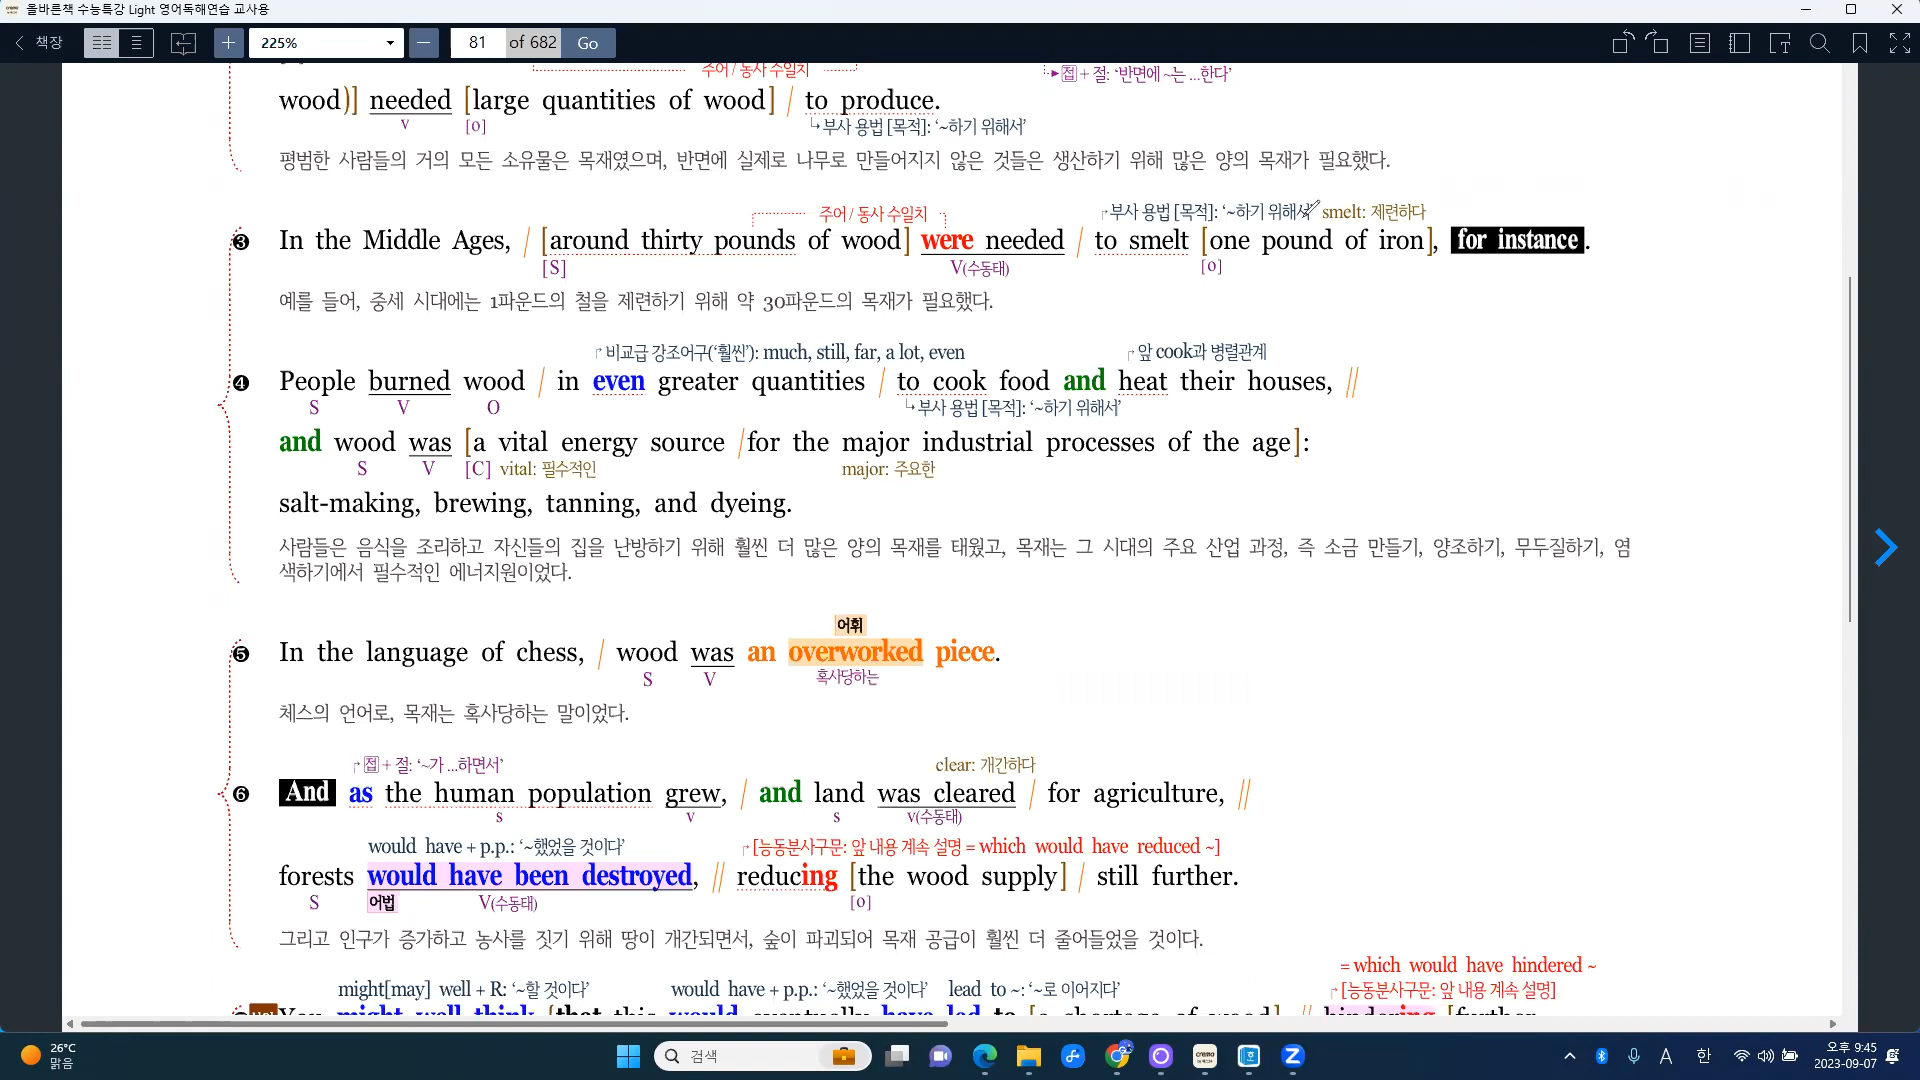 올바른책 수능특강 Light 영어독해연습 교사용
책장
225%
81 of 682 Go
주어 / 동사 수일치
접 + 절: '반면에 ~는 ...한다'
wood)] needed [large quantities of wood] / to produce.
v [o] 부사 용법 [목적]: '~하기 위해서'
평범한 사람들의 거의 모든 소유물은 목재였으며, 반면에 실제로 나무로 만들어지지 않은 것들은 생산하기 위해 많은 양의 목재가 필요했다.
주어 / 동사 수일치 부사 용법 [목적]: '~하기 위해서' smelt: 제련하다
❸ In the Middle Ages, / [around thirty pounds of wood] were needed / to smelt [one pound of iron], for instance.
[S] V(수동태) [o]
예를 들어, 중세 시대에는 1파운드의 철을 제련하기 위해 약 30파운드의 목재가 필요했다.
비교급 강조어구('훨씬'): much, still, far, a lot, even 앞 cook과 병렬관계
❹ People burned wood / in even greater quantities / to cook food and heat their houses, //
S V O 부사 용법 [목적]: '~하기 위해서'
and wood was [a vital energy source /for the major industrial processes of the age]:
S V [C] vital: 필수적인 major: 주요한
salt-making, brewing, tanning, and dyeing.
사람들은 음식을 조리하고 자신들의 집을 난방하기 위해 훨씬 더 많은 양의 목재를 태웠고, 목재는 그 시대의 주요 산업 과정, 즉 소금 만들기, 양조하기, 무두질하기, 염
색하기에서 필수적인 에너지원이었다.
어휘
❺ In the language of chess, / wood was an overworked piece.
S V 혹사당하는
체스의 언어로, 목재는 혹사당하는 말이었다.
접 + 절: '~가 ...하면서' clear: 개간하다
❻ And as the human population grew, / and land was cleared / for agriculture, //
s v s v(수동태)
would have + p.p.: '~했었을 것이다' [능동분사구문: 앞 내용 계속 설명 = which would have reduced ~]
forests would have been destroyed, // reducing [the wood supply] / still further.
S 어법 V(수동태) [o]
그리고 인구가 증가하고 농사를 짓기 위해 땅이 개간되면서, 숲이 파괴되어 목재 공급이 훨씬 더 줄어들었을 것이다.
= which would have hindered ~
might[may] well + R: '~할 것이다' would have + p.p.: '~했었을 것이다' lead to ~: '~로 이어지다' [능동분사구문: 앞 내용 계속 설명]
You might well think [that this would eventually have led to [a shortage of wood] // hindering [further
26°C
맑음
검색
A 한
오후 9:45
2023-09-07